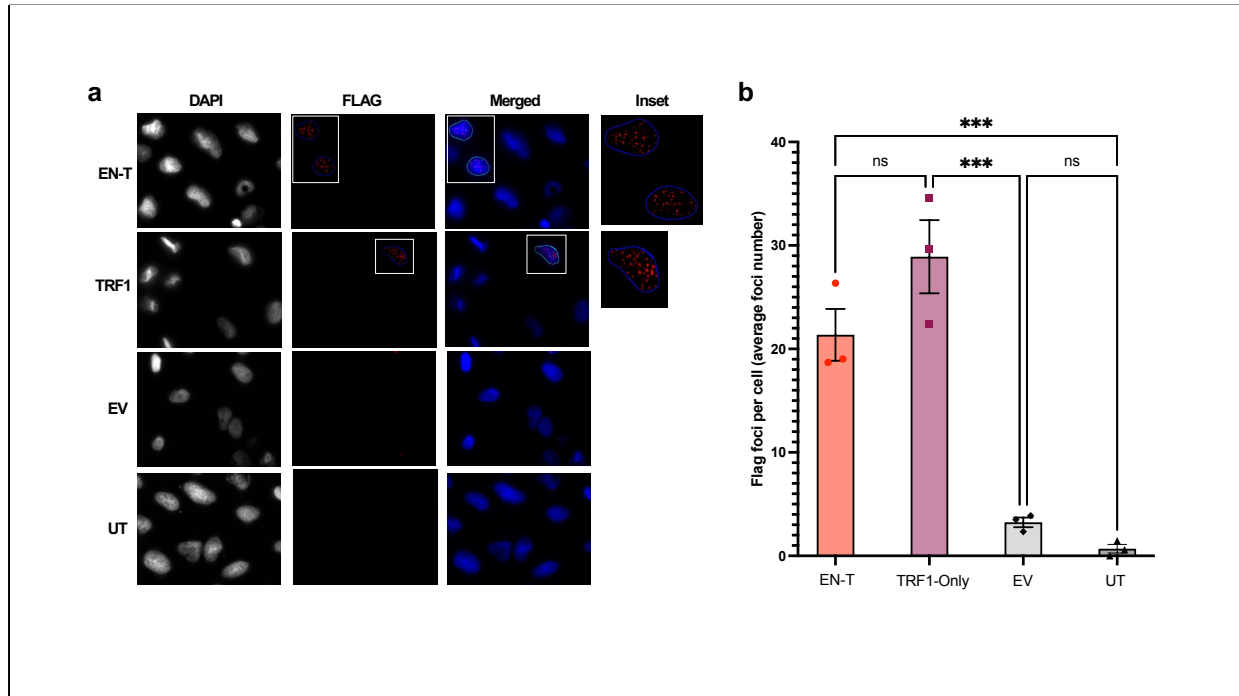 a
DAPI FLAG Merged Inset
EN-T
TRF1
EV
UT
b
***
ns *** ns
Flag foci per cell (average foci number)
40
30
20
10
0
EN-T TRF1-Only EV UT